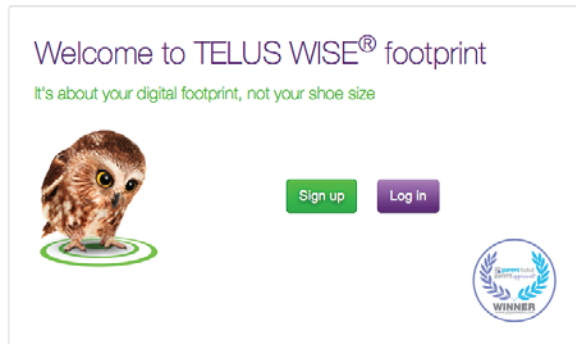 Welcome to TELUS WISE® footprint
It's about your digital footprint, not your shoe size
Sign up
Log in
WINNER